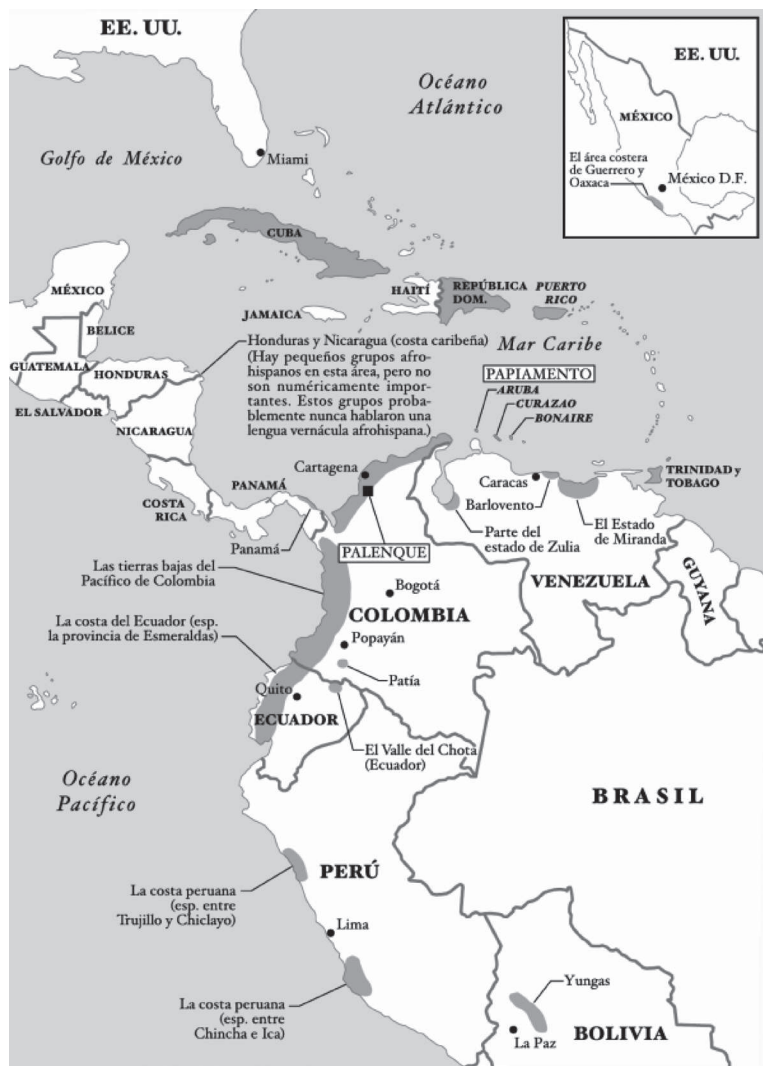 EE. UU.
Océano
Atlántico
Golfo de México
Miami
EE. UU.
MÉXICO
El área costera
de Guerrero y
Oaxaca
México D.F.
CUBA
MÉXICO
BELICE
GUATEMALA
HONDURAS
EL SALVADOR
NICARAGUA
COSTA
RICA
PANAMÁ
Panamá
JAMAICA
HAITÍ
REPÚBLICA
DOM.
PUERTO
RICO
Honduras y Nicaragua (costa caribeña)
(Hay pequeños grupos afro-
hispanos en esta área, pero no
son numéricamente impor-
tantes. Estos grupos proba-
blemente nunca hablaron una
lengua vernácula afrohispana.)
Mar Caribe
PAPIAMENTO
ARUBA
CURAZAO
BONAIRE
Cartagena
PALENQUE
Caracas
Barlovento
TRINIDAD y
TOBAGO
Parte del
estado de Zulia
El Estado
de Miranda
VENEZUELA
GUYANA
Las tierras bajas del
Pacífico de Colombia
Bogotá
COLOMBIA
La costa del Ecuador (esp.
la provincia de Esmeraldas)
Popayán
Patía
Quito
ECUADOR
El Valle del Chota
(Ecuador)
Océano
Pacífico
BRASIL
PERÚ
La costa peruana
(esp. entre
Trujillo y Chiclayo)
Lima
La costa peruana
(esp. entre
Chincha e Ica)
Yungas
La Paz
BOLIVIA